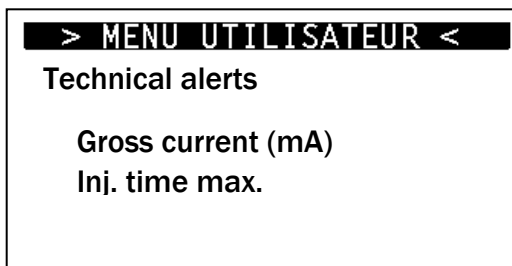 > MENU UTILISATEUR <
Technical alerts
Gross current (mA)
Inj. time max.